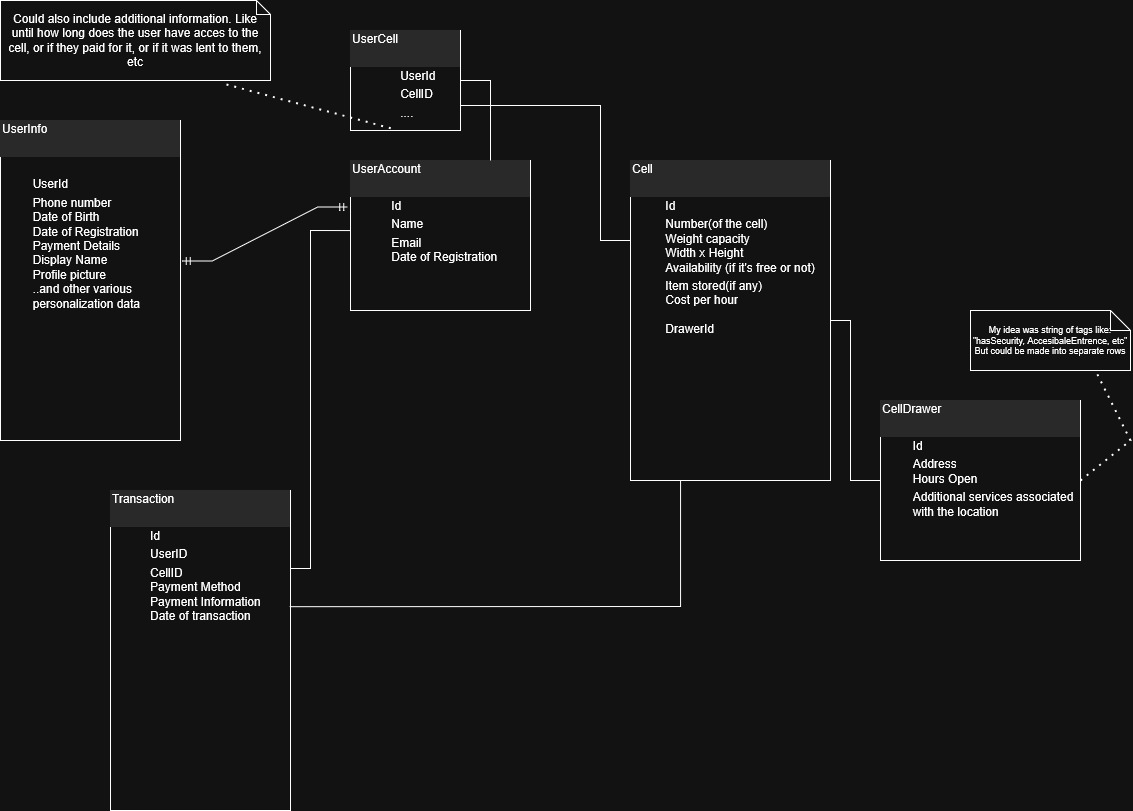 Could also include additional information. Like
until how long does the user have acces to the
cell, or if they paid for it, or if it was lent to them,
etc
UserCell
UserId
CellID
....
UserInfo
UserId
Phone number
Date of Birth
Date of Registration
Payment Details
Display Name
Profile picture
..and other various
personalization data
UserAccount
Id
Name
Email
Date of Registration
Cell
Id
Number(of the cell)
Weight capacity
Width x Height
Availability (if it's free or not)
Item stored(if any)
Cost per hour
DrawerId
My idea was string of tags like:
"hasSecurity, AccesibaleEntrence, etc"
But could be made into separate rows
CellDrawer
Id
Address
Hours Open
Additional services associated
with the location
Transaction
Id
UserID
CellID
Payment Method
Payment Information
Date of transaction